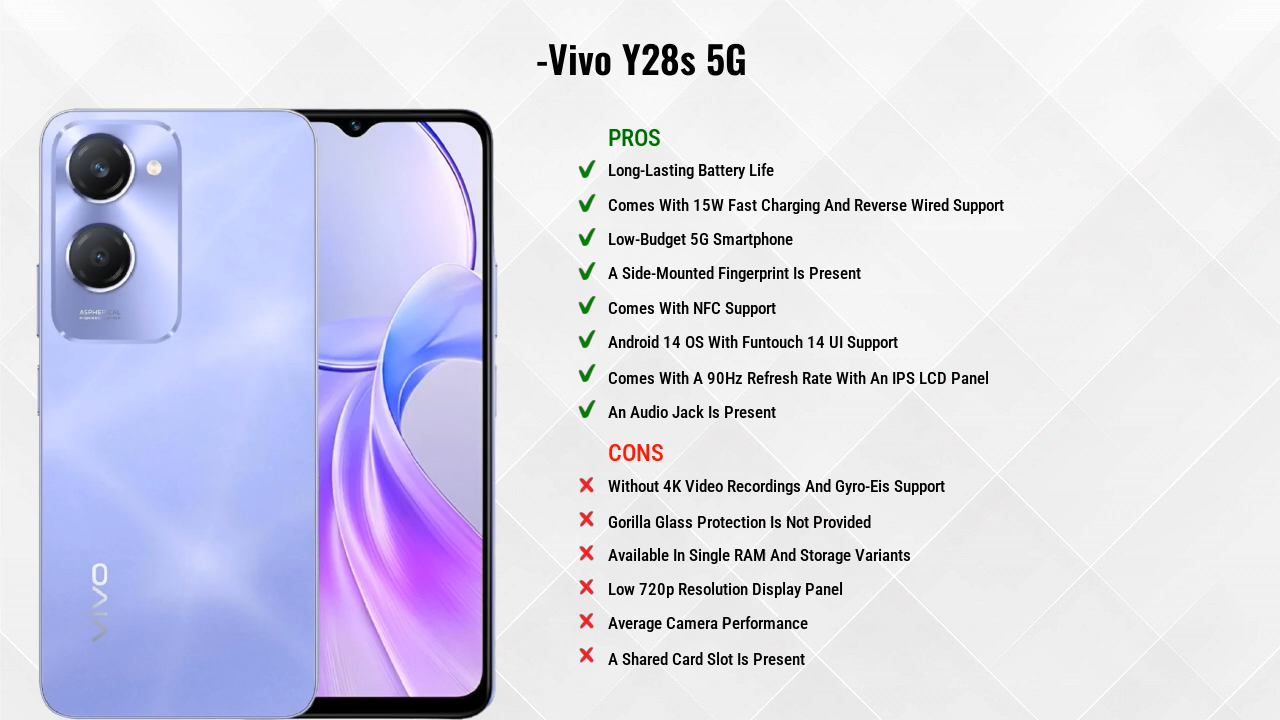 -Vivo Y28s 5G
PROS
Long-Lasting Battery Life
Comes With 15W Fast Charging And Reverse Wired Support
Low-Budget 5G Smartphone
A Side-Mounted Fingerprint Is Present
Comes With NFC Support
Android 14 OS With Funtouch 14 UI Support
Comes With A 90Hz Refresh Rate With An IPS LCD Panel
An Audio Jack Is Present
CONS
Without 4K Video Recordings And Gyro-Eis Support
Gorilla Glass Protection Is Not Provided
Available In Single RAM And Storage Variants
Low 720p Resolution Display Panel
Average Camera Performance
A Shared Card Slot Is Present
VIVO